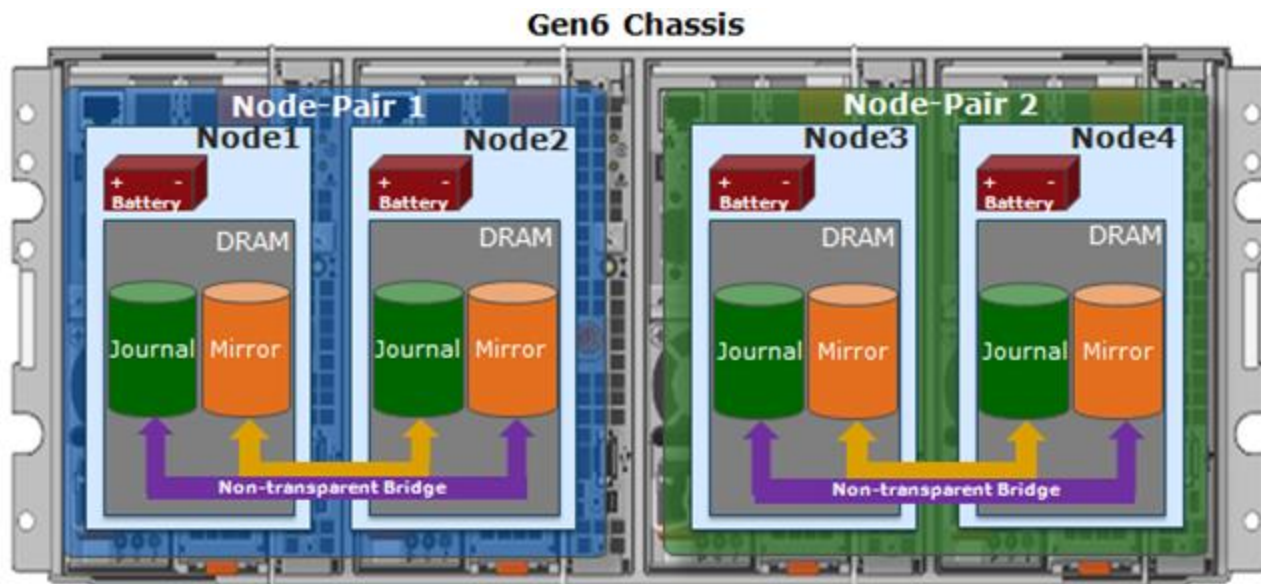 Gen6 Chassis
Node-Pair 1
Node1
Node2
+ -
Battery
+ -
Battery
DRAM
DRAM
Journal
Mirror
Journal
Mirror
Non-transparent Bridge
Node-Pair 2
Node3
Node4
+ -
Battery
+ -
Battery
DRAM
DRAM
Journal
Mirror
Journal
Mirror
Non-transparent Bridge